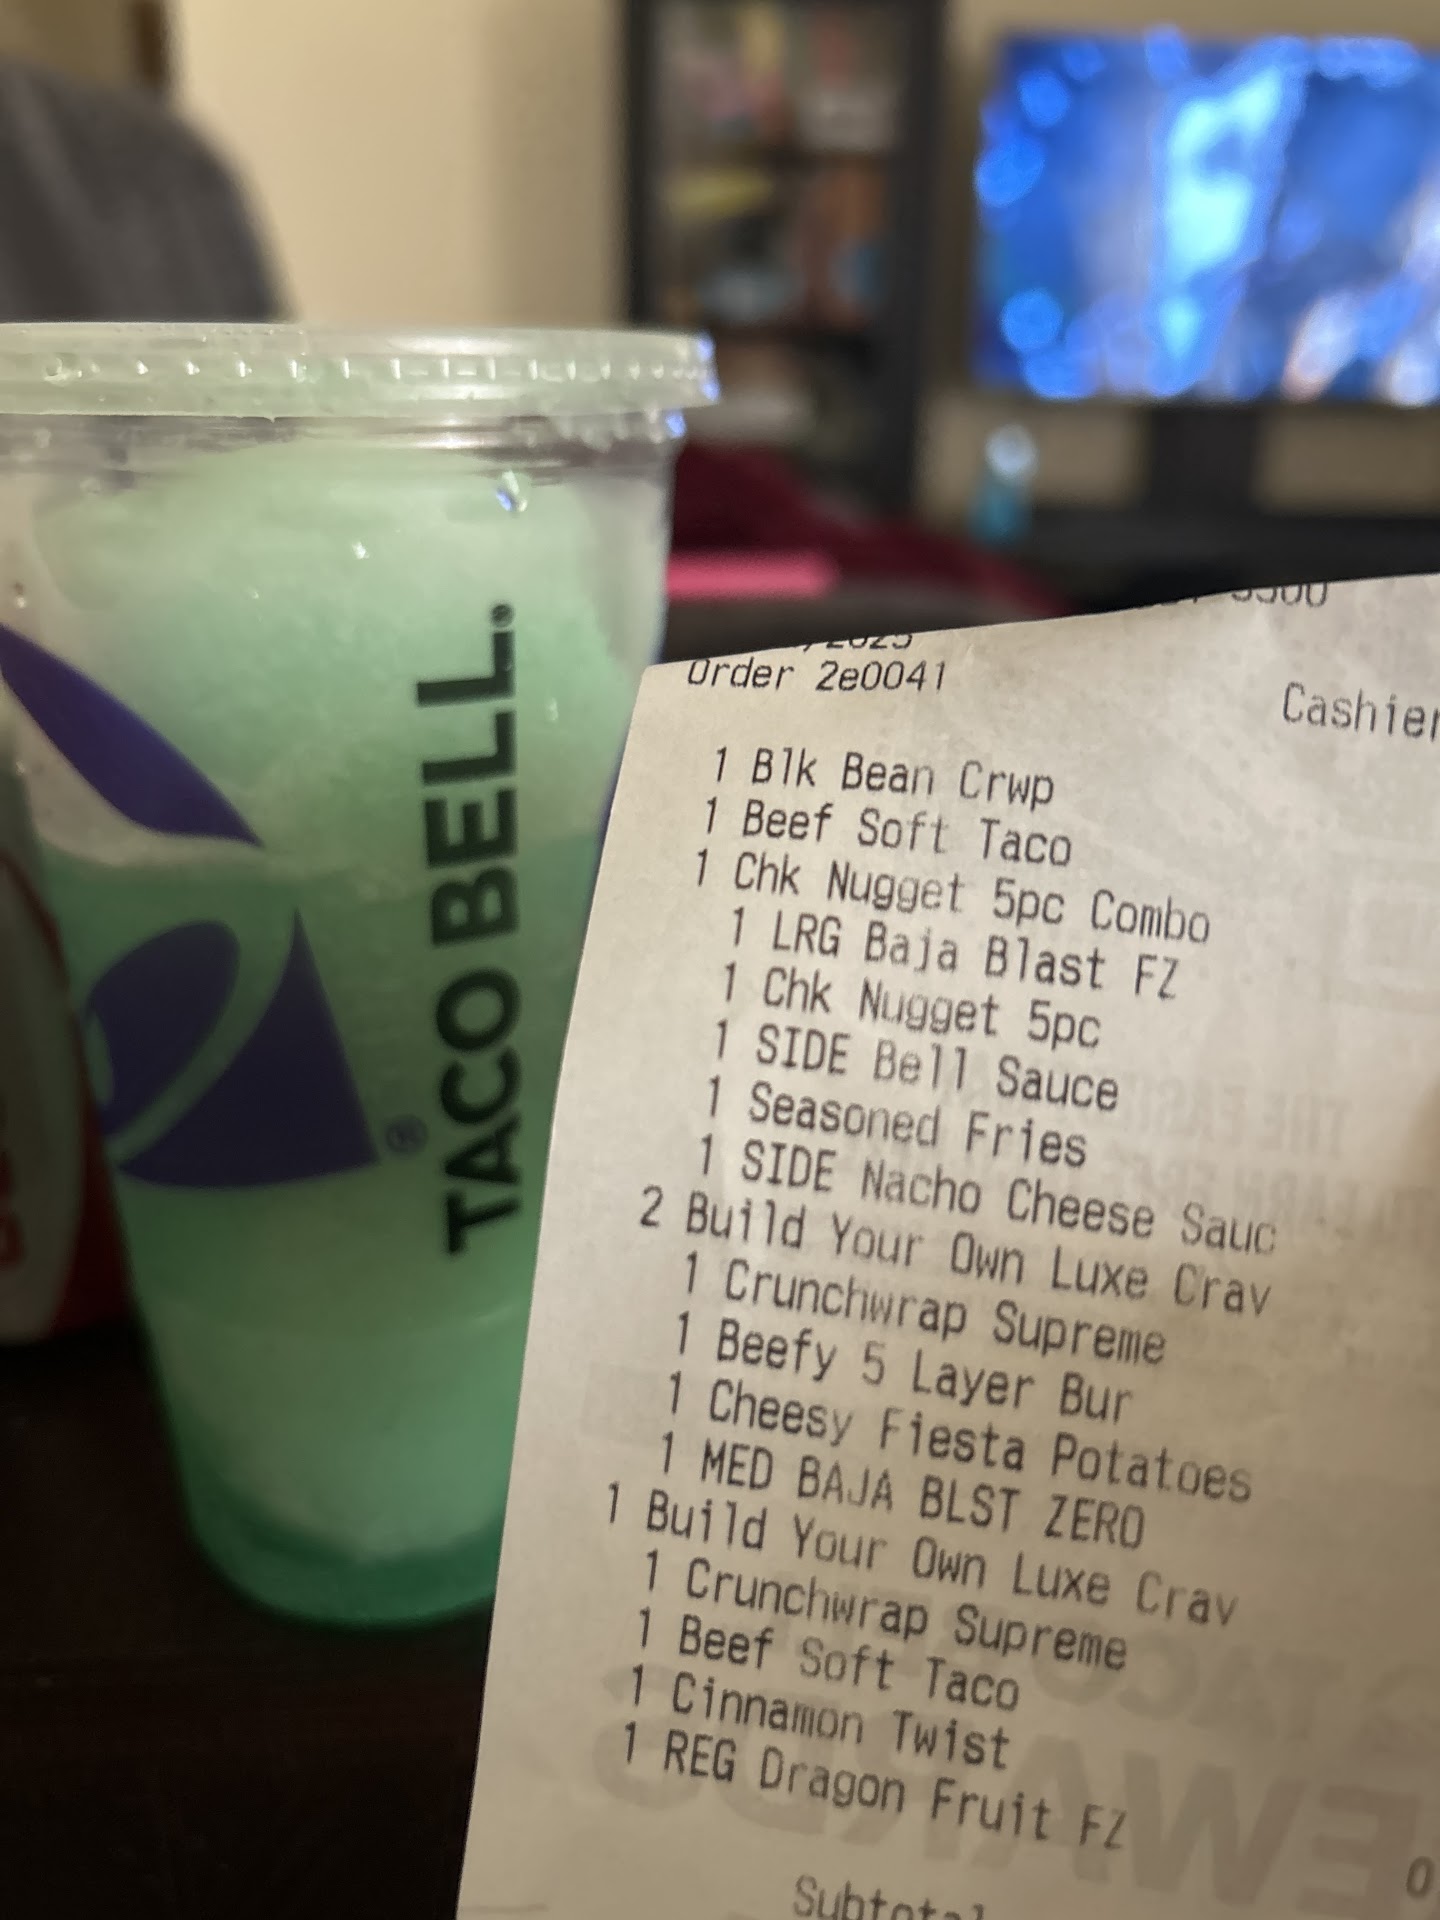 TACO BELL
Order 2e0041
Cashier
1 Blk Bean Crwp
1 Beef Soft Taco
1 Chk Nugget 5pc Combo
1 LRG Baja Blast FZ
1 Chk Nugget 5pc
1 SIDE Bell Sauce
1 Seasoned Fries
1 SIDE Nacho Cheese Sauc
2 Build Your Own Luxe Crav
1 Crunchwrap Supreme
1 Beefy 5 Layer Bur
1 Cheesy Fiesta Potatoes
1 MED BAJA BLST ZERO
1 Build Your Own Luxe Crav
1 Crunchwrap Supreme
1 Beef Soft Taco
1 Cinnamon Twist
1 REG Dragon Fruit FZ
Subtotal